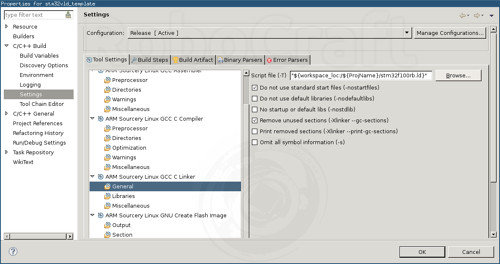 Properties for stm32vld_template
type filter text
Settings
Resource
Builders
C/C++ Build
Build Variables
Discovery Options
Environment
Logging
Settings
Tool Chain Editor
C/C++ General
Project References
Refactoring History
Run/Debug Settings
Task Repository
WikiText
Configuration:
Release [ Active ]
Manage Configurations...
Tool Settings
Build Steps
Build Artifact
Binary Parsers
Error Parsers
ARM Sourcery Linux GCC Assembler
Preprocessor
Directories
Warnings
Miscellaneous
ARM Sourcery Linux GCC C Compiler
Preprocessor
Directories
Optimization
Warnings
Miscellaneous
ARM Sourcery Linux GCC C Linker
General
Libraries
Miscellaneous
ARM Sourcery Linux GNU Create Flash Image
Output
Section
Script file (-T)
"${workspace_loc:/${ProjName}/stm32f100rb.ld}"
Browse...
Do not use standard start files (-nostartfiles)
Do not use default libraries (-nodefaultlibs)
No startup or default libs (-nostdlib)
Remove unused sections (-Xlinker --gc-sections)
Print removed sections (-Xlinker --print-gc-sections)
Omit all symbol information (-s)
OK
Cancel